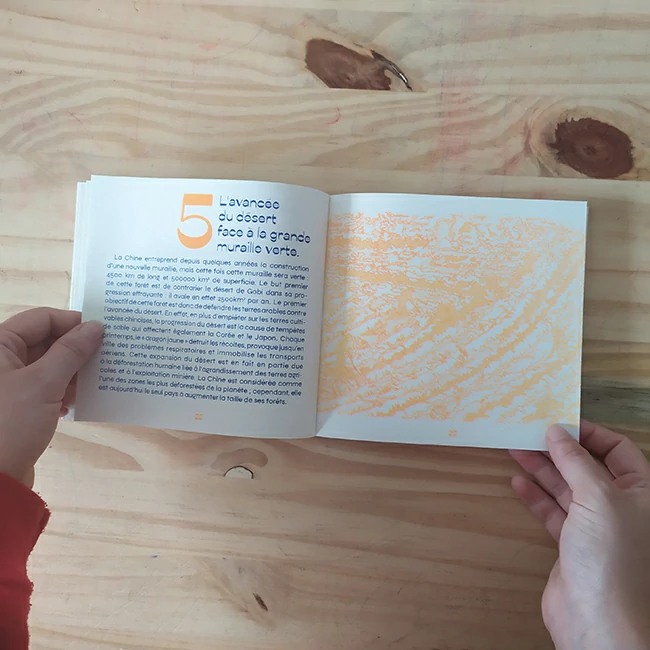 5
L'avancée
du désert
face à la grande
muraille verte.
La Chine entreprend depuis quelques années la construction
d'une nouvelle muraille, mais cette fois cette muraille sera verte :
4500 km de long et 500000 km² de superficie. Le but premier
de cette forêt est de contrarier le désert de Gobi dans sa pro-
gression effrayante : il avale en effet 2500km² par an. Le premier
objectif de cette forêt est donc de défendre les terres arables contre
l'avancée du désert. En effet, en plus d'empiéter sur les terres culti-
vables chinoises, la progression du désert est la cause de tempêtes
de sable qui affectent également la Corée et le Japon. Chaque
printemps, le « dragon jaune » détruit les récoltes, provoque jusqu'en
ville des problèmes respiratoires et immobilise les transports
aériens. Cette expansion du désert est en fait en partie due
à la déforestation humaine liée à l'agrandissement des terres agri-
coles et à l'exploitation minière. La Chine est considérée comme
l'une des zones les plus déforestées de la planète ; cependant, elle
est aujourd'hui le seul pays à augmenter la taille de ses forêts.